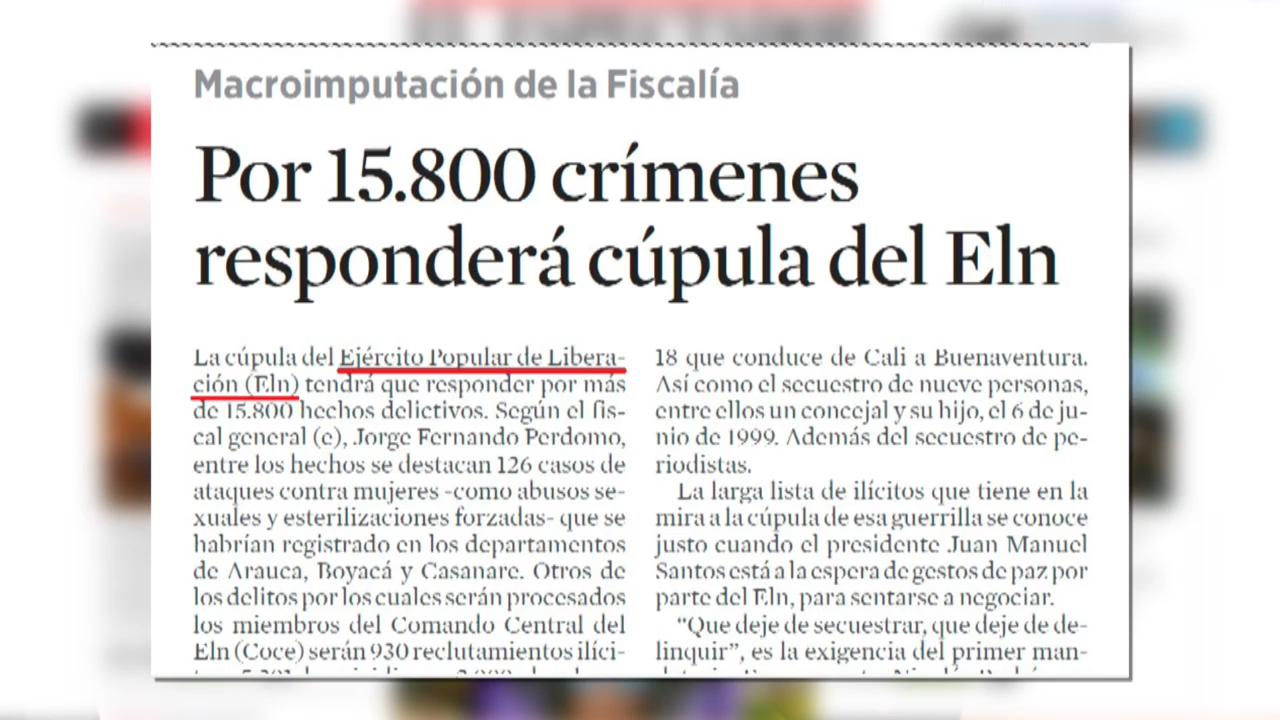 Macroimputación de la Fiscalía
Por 15.800 crímenes
responderá cúpula del Eln
La cúpula del Ejército Popular de Libera-
ción (Eln) tendrá que responder por más
de 15.800 hechos delictivos. Según el fis-
cal general (e), Jorge Fernando Perdomo,
entre los hechos se destacan 126 casos de
ataques contra mujeres -como abusos se-
xuales y esterilizaciones forzadas- que se
habrían registrado en los departamentos
de Arauca, Boyacá y Casanare. Otros de
los delitos por los cuales serán procesados
los miembros del Comando Central del
Eln (Coce) serán 930 reclutamientos ilíci-
18 que conduce de Cali a Buenaventura.
Así como el secuestro de nueve personas,
entre ellos un concejal y su hijo, el 6 de ju-
nio de 1999. Además del secuestro de pe-
riodistas.
La larga lista de ilícitos que tiene en la
mira a la cúpula de esa guerrilla se conoce
justo cuando el presidente Juan Manuel
Santos está a la espera de gestos de paz por
parte del Eln, para sentarse a negociar.
"Que deje de secuestrar, que deje de de-
linquir", es la exigencia del primer man-